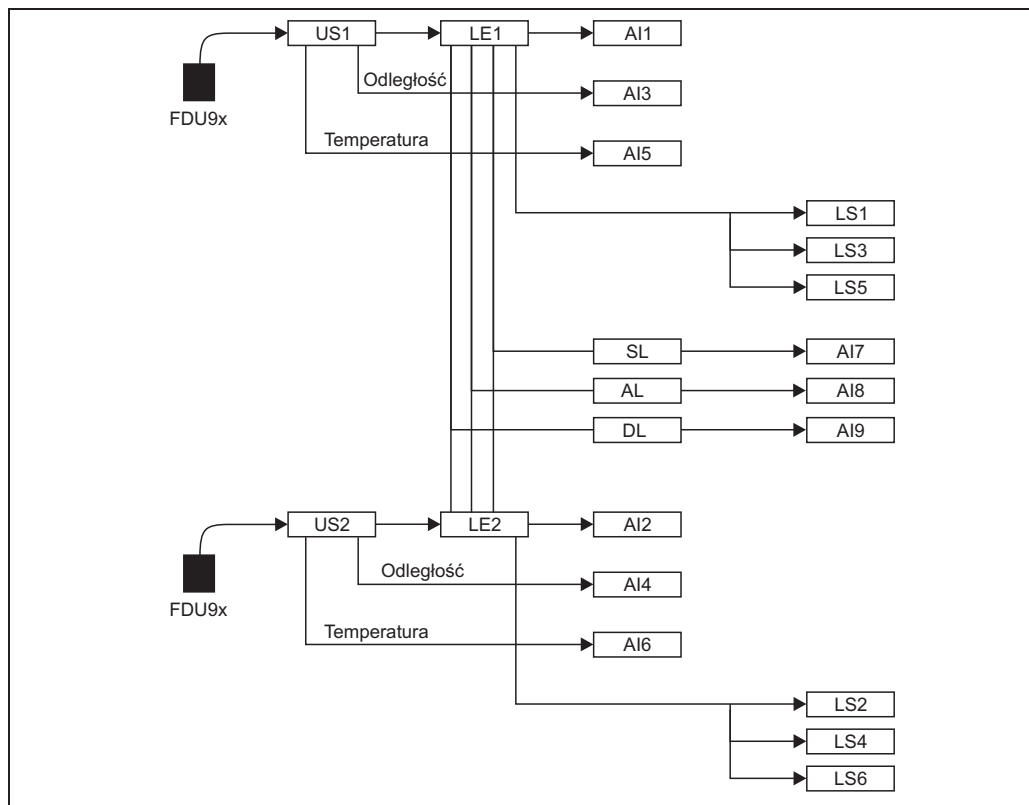 US1
LE1
AI1
Odległość
AI3
FDU9x
Temperatura
AI5
LS1
LS3
LS5
SL
AI7
AL
AI8
DL
AI9
US2
LE2
AI2
Odległość
AI4
FDU9x
Temperatura
AI6
LS2
LS4
LS6